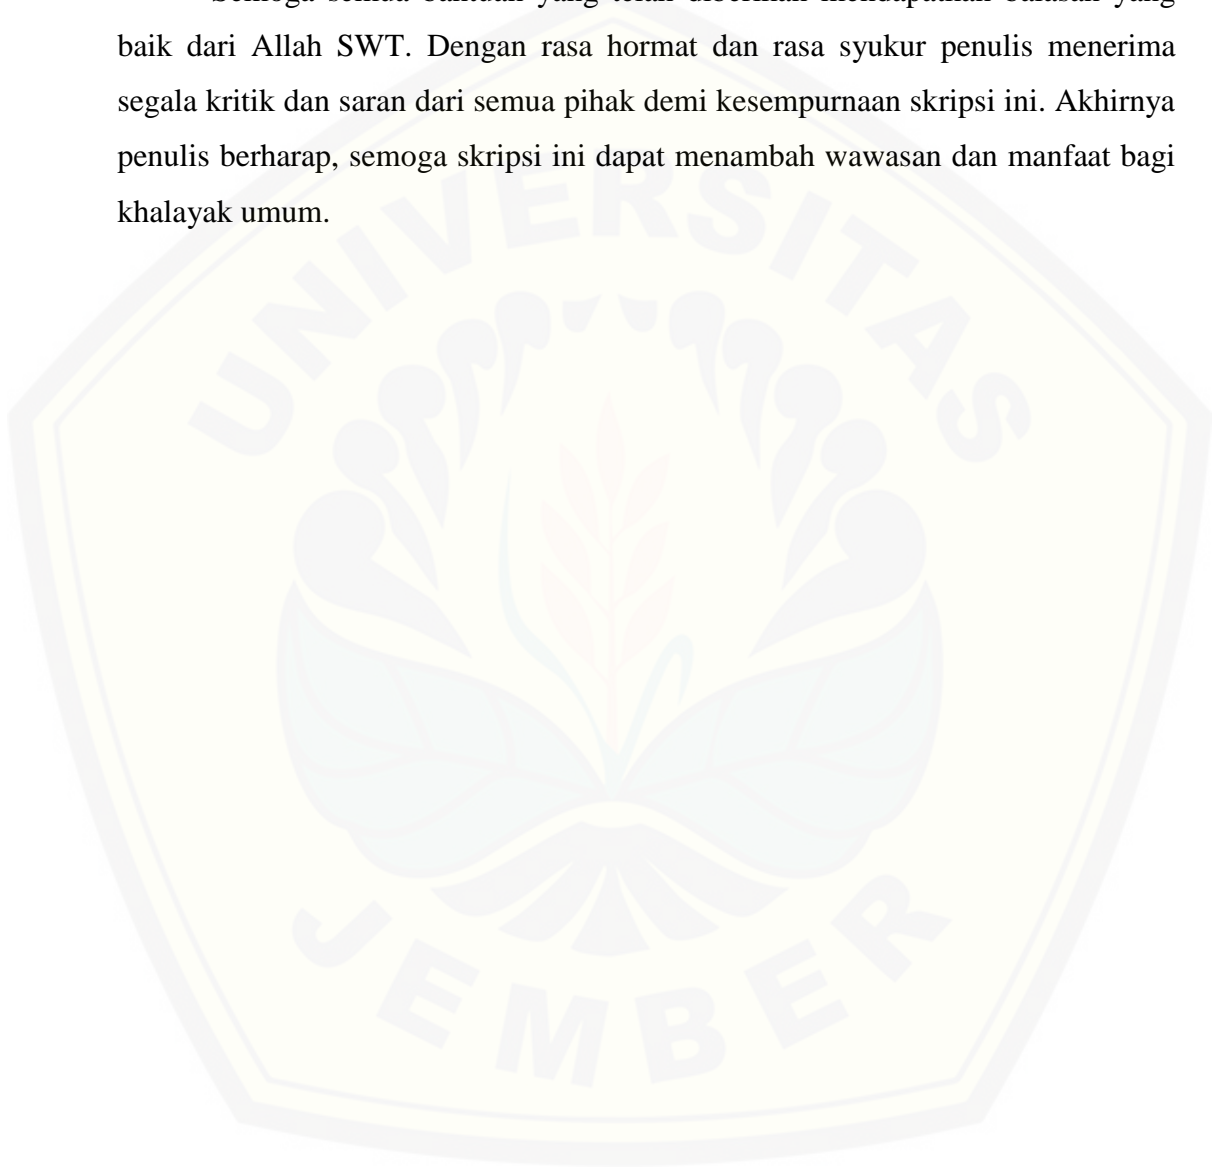 Semoga semua bantuan yang telah diberikan mendapatkan balasan yang
baik dari Allah SWT. Dengan rasa hormat dan rasa syukur penulis menerima
segala kritik dan saran dari semua pihak demi kesempurnaan skripsi ini. Akhirnya
penulis berharap, semoga skripsi ini dapat menambah wawasan dan manfaat bagi
khalayak umum.
UNIVERSITAS
JEMBER